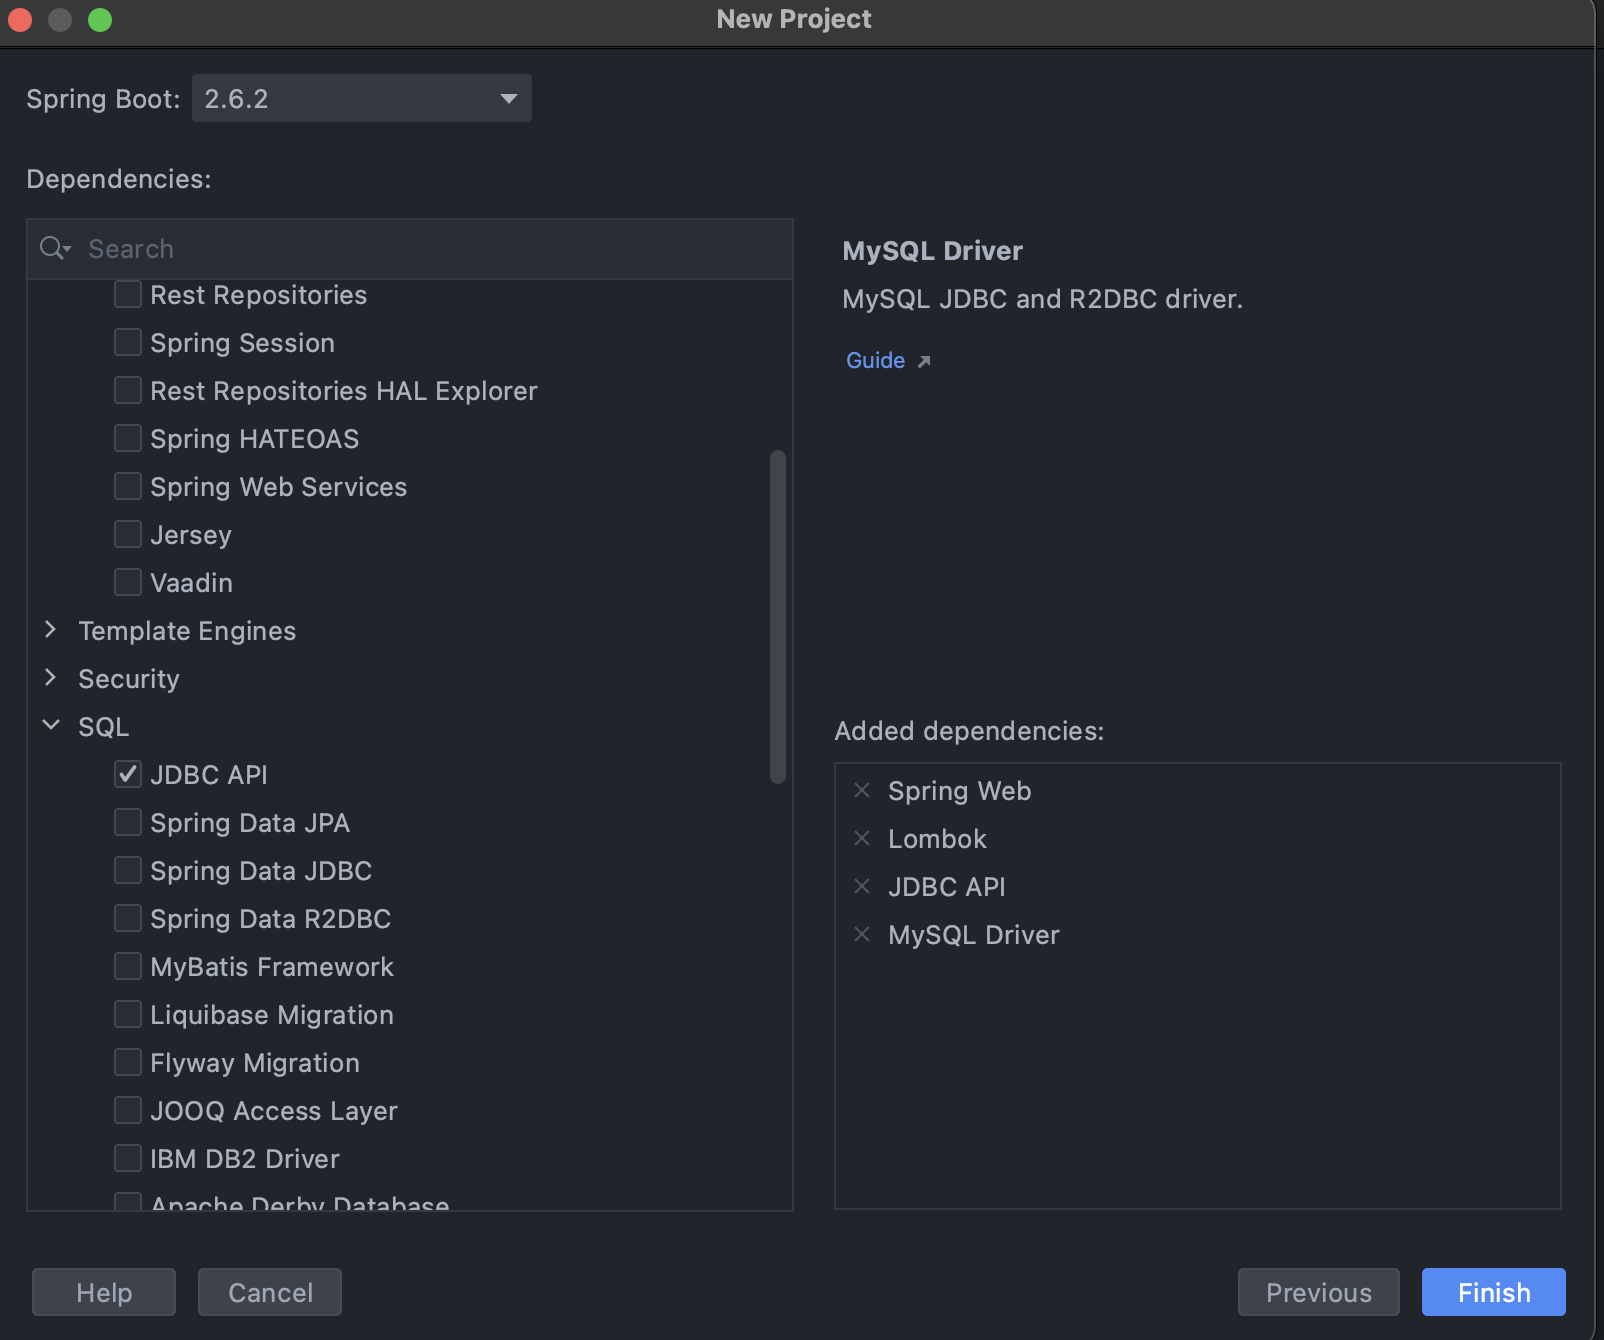 New Project
Spring Boot: 2.6.2
Dependencies:
Search
Rest Repositories
Spring Session
Rest Repositories HAL Explorer
Spring HATEOAS
Spring Web Services
Jersey
Vaadin
Template Engines
Security
SQL
JDBC API
Spring Data JPA
Spring Data JDBC
Spring Data R2DBC
MyBatis Framework
Liquibase Migration
Flyway Migration
JOOQ Access Layer
IBM DB2 Driver
Apache Derby Database
MySQL Driver
MySQL JDBC and R2DBC driver.
Guide
Added dependencies:
Spring Web
Lombok
JDBC API
MySQL Driver
Help Cancel Previous Finish